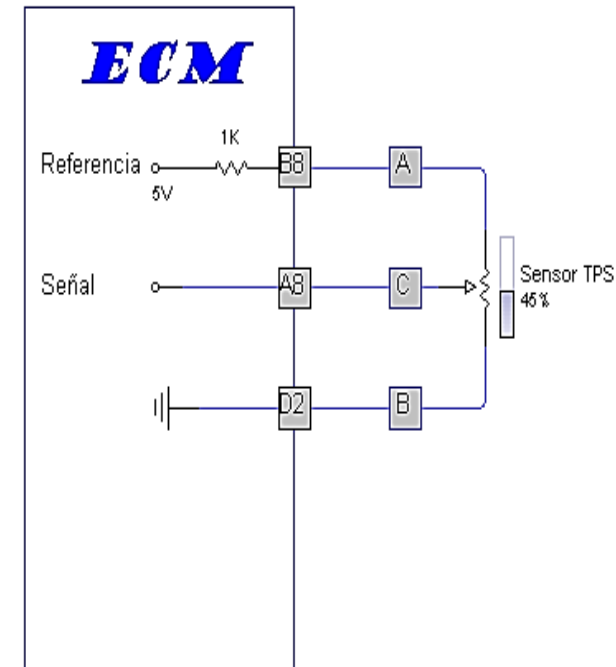 ECM
1K
Referencia B8 A
5V
Señal A8 C
Sensor TPS
45%
D2 B